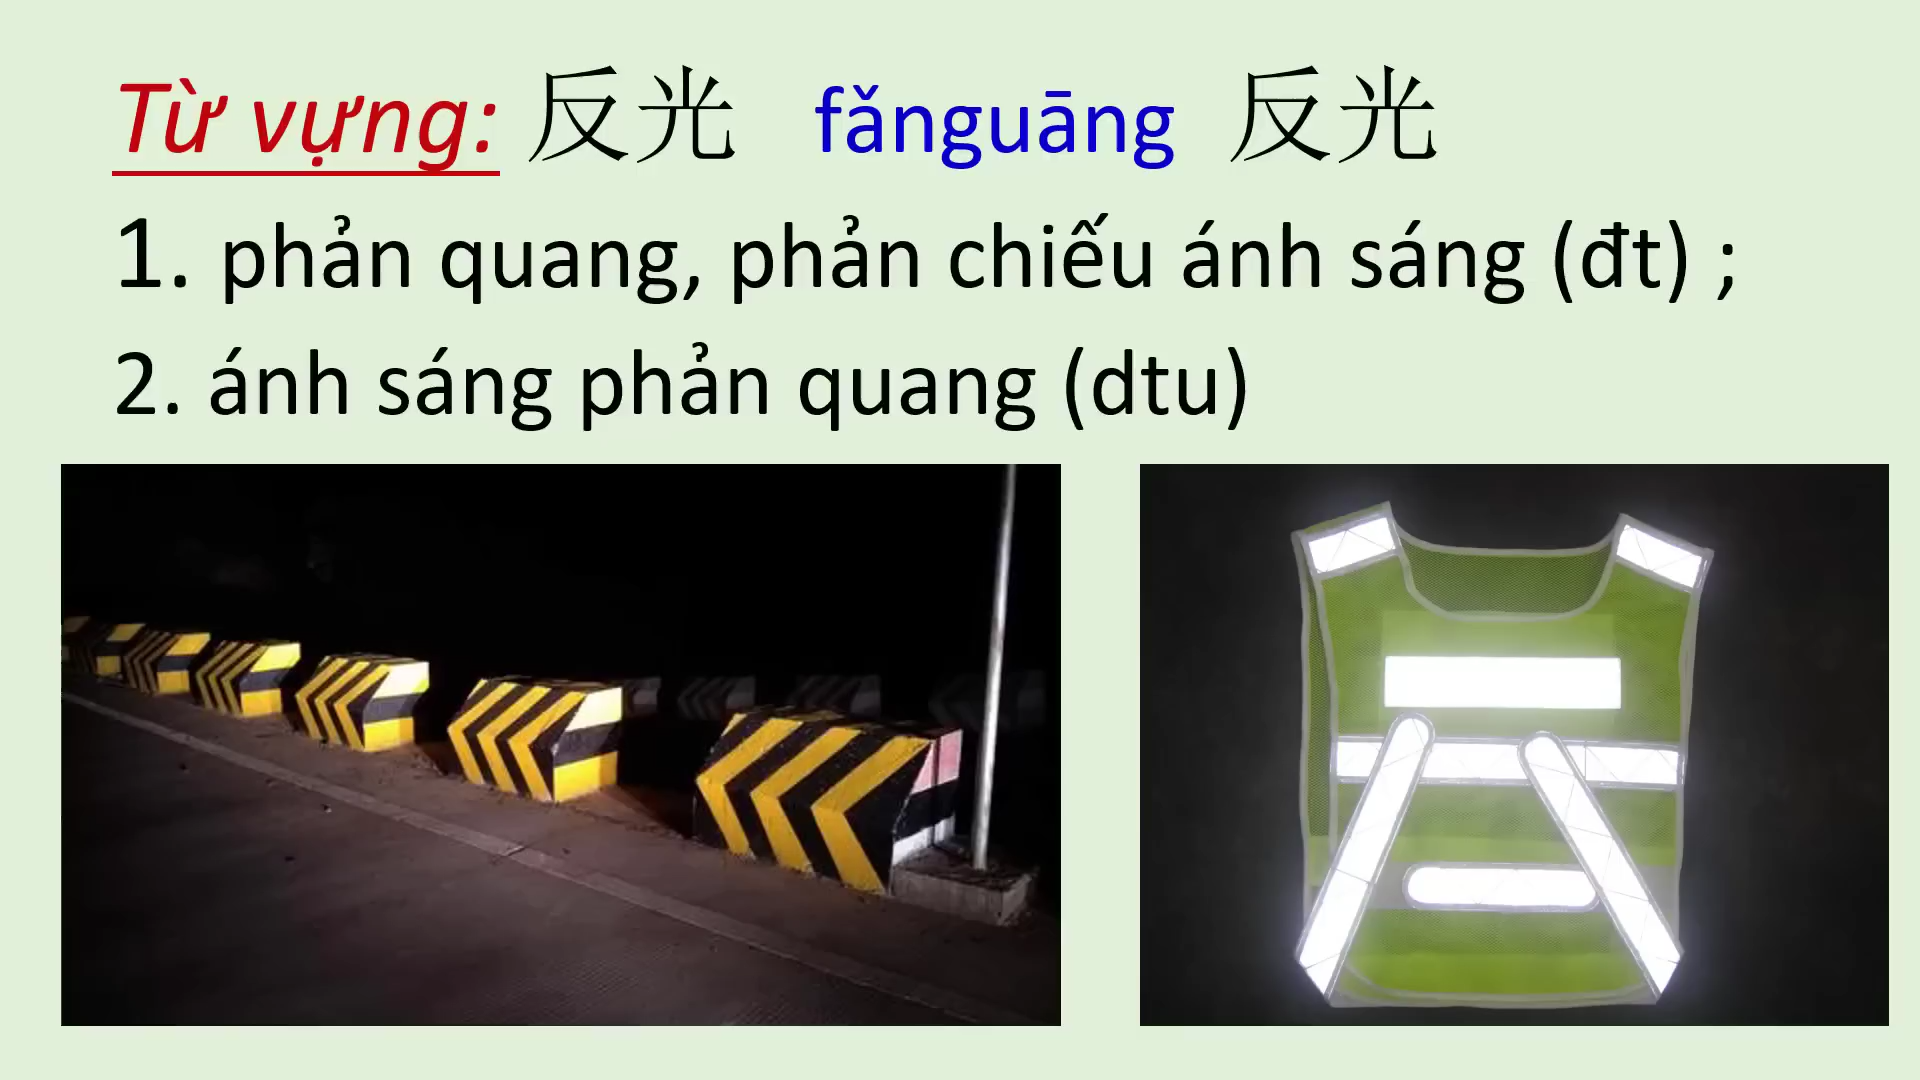 Từ vựng: 反光 fǎnguāng 反光
1. phản quang, phản chiếu ánh sáng (đt) ;
2. ánh sáng phản quang (dtu)